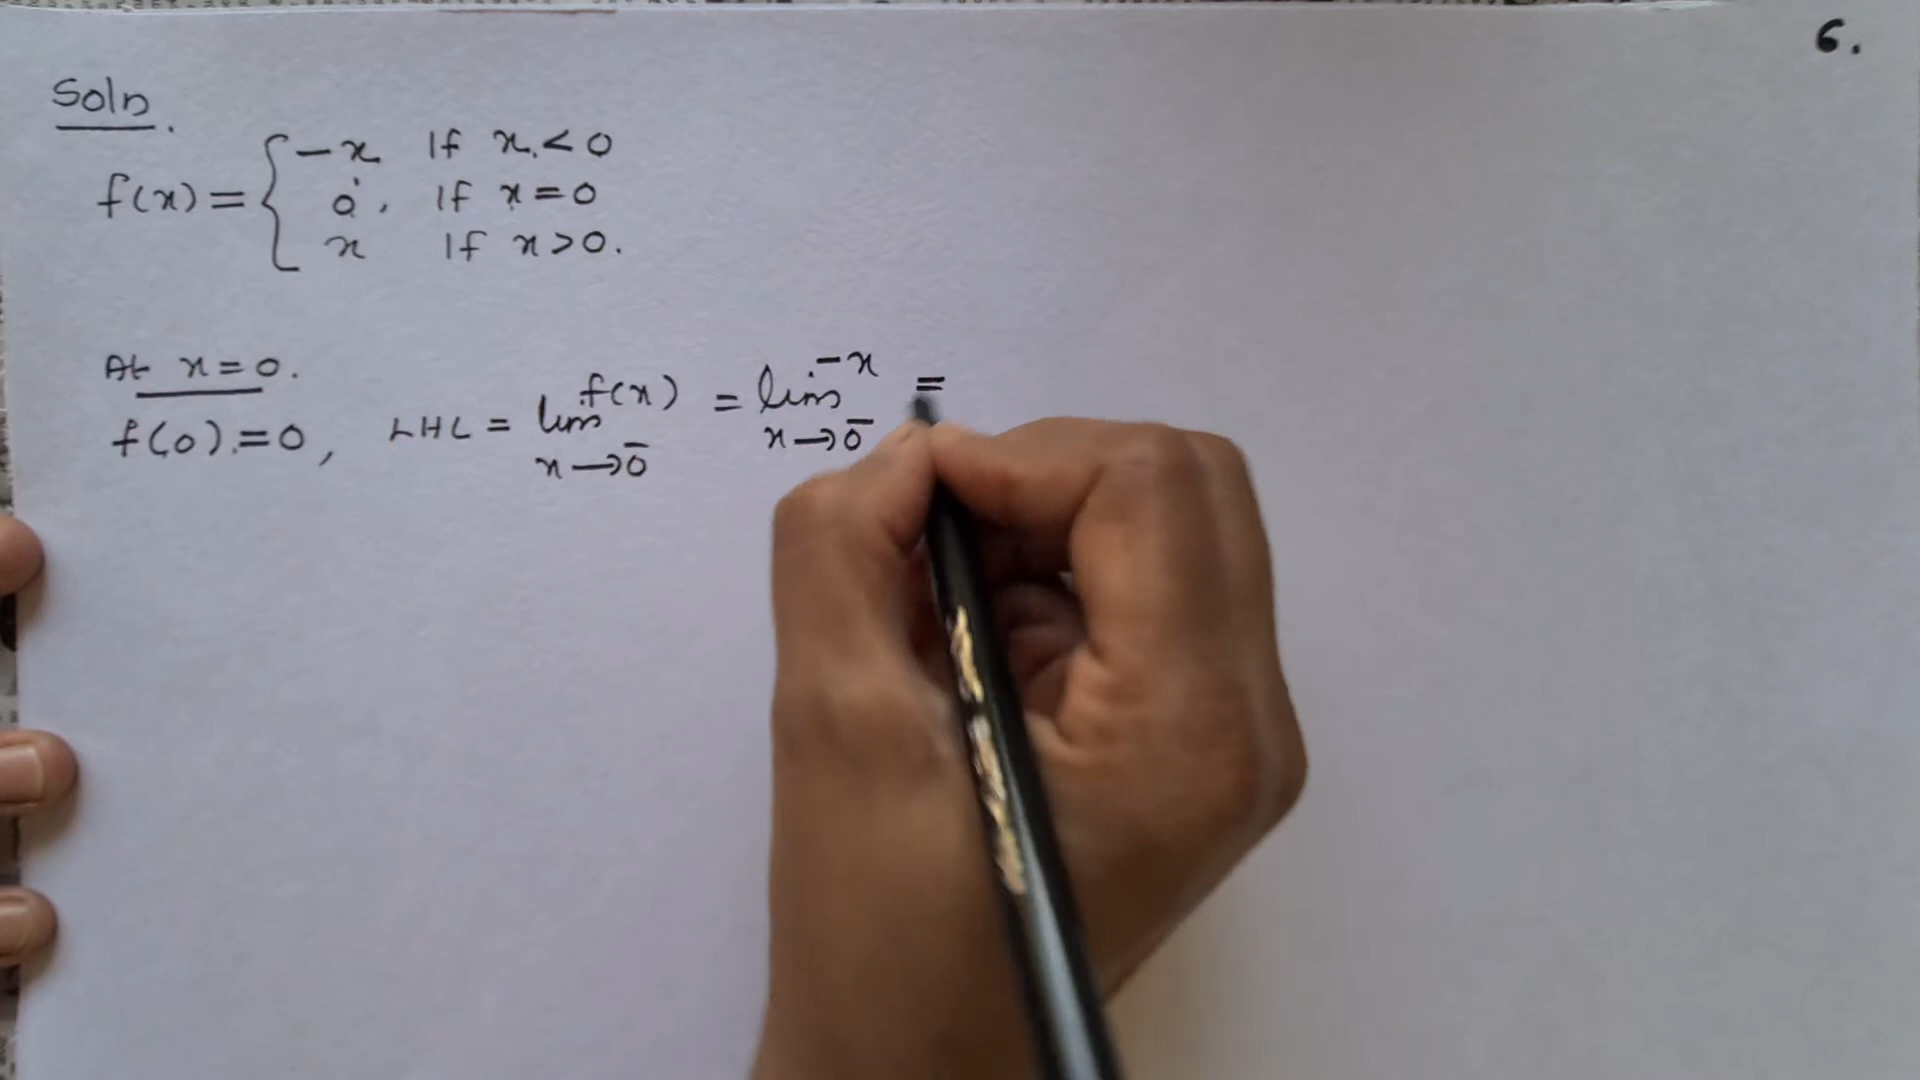 6.
Soln.
f(x) = { -x If x < 0
0, If x = 0
x If x > 0.
At x = 0.
f(0) = 0, LHL = lim f(x) = lim -x =
x → 0⁻ x → 0⁻